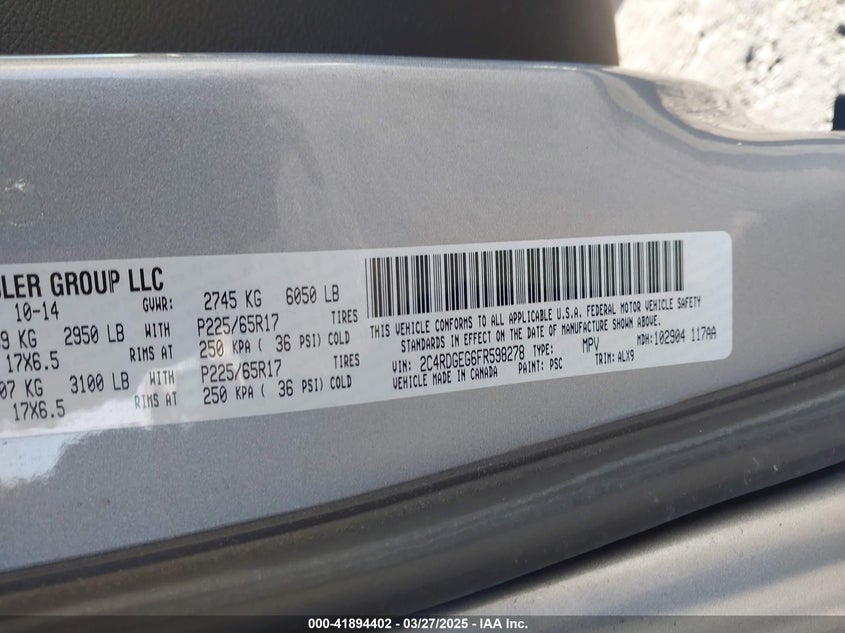 SLER GROUP LLC
10-14 GVWR: 2745 KG 6050 LB
9 KG 2950 LB WITH P225/65R17 TIRES
17X6.5 RIMS AT 250 KPA ( 36 PSI) COLD
07 KG 3100 LB WITH P225/65R17 TIRES
17X6.5 RIMS AT 250 KPA ( 36 PSI) COLD
THIS VEHICLE CONFORMS TO ALL APPLICABLE U.S.A. FEDERAL MOTOR VEHICLE SAFETY
STANDARDS IN EFFECT ON THE DATE OF MANUFACTURE SHOWN ABOVE.
VIN: 2C4RDGEG6FR598278 TYPE: MPV MDH: 102904 117AA
VEHICLE MADE IN CANADA PAINT: PSC TRIM: ALX9
000-41894402 - 03/27/2025 - IAA Inc.